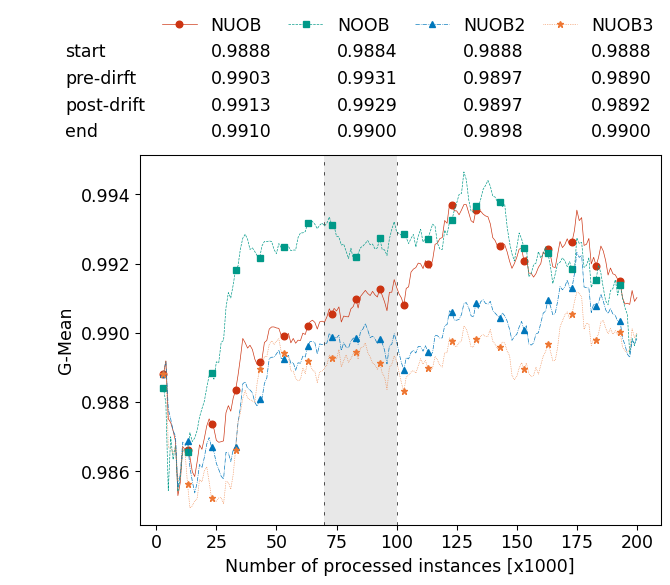 NUOB NOOB NUOB2 NUOB3
start 0.9888 0.9884 0.9888 0.9888
pre-dirft 0.9903 0.9931 0.9897 0.9890
post-drift 0.9913 0.9929 0.9897 0.9892
end 0.9910 0.9900 0.9898 0.9900
0.994
0.992
0.990
0.988
0.986
G-Mean
0 25 50 75 100 125 150 175 200
Number of processed instances [x1000]